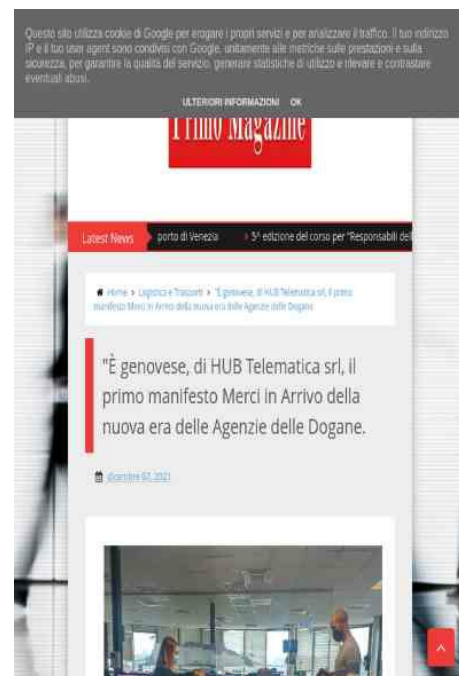 Questo sito utilizza cookie di Google per erogare i propri servizi e per analizzare il traffico. Il tuo indirizzo
IP e il tuo user agent sono condivisi con Google, unitamente alle metriche sulle prestazioni e sulla
sicurezza, per garantire la qualità del servizio, generare statistiche di utilizzo e rilevare e contrastare
eventuali abusi.
ULTERIORI INFORMAZIONI OK
Primo Magazine
Latest News porto di Venezia 5^ edizione del corso per "Responsabili dell
Home > Logistica e Trasporti > "È genovese, di HUB Telematica srl, il primo
manifesto Merci in Arrivo della nuova era delle Agenzie delle Dogane.
"È genovese, di HUB Telematica srl, il
primo manifesto Merci in Arrivo della
nuova era delle Agenzie delle Dogane.
dicembre 02, 2021